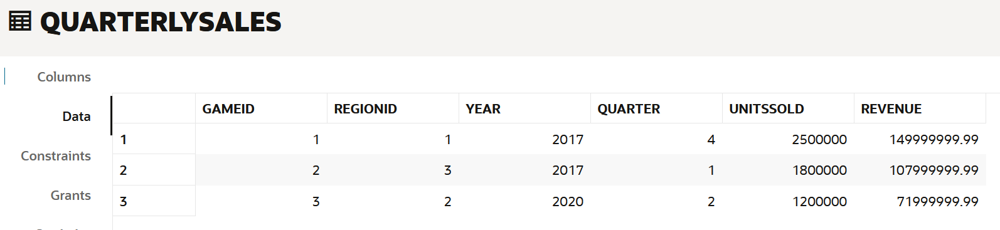 QUARTERLYSALES
Columns
Data
Constraints
Grants
GAMEID REGIONID YEAR QUARTER UNITSSOLD REVENUE
1 1 1 2017 4 2500000 149999999.99
2 2 3 2017 1 1800000 107999999.99
3 3 2 2020 2 1200000 71999999.99